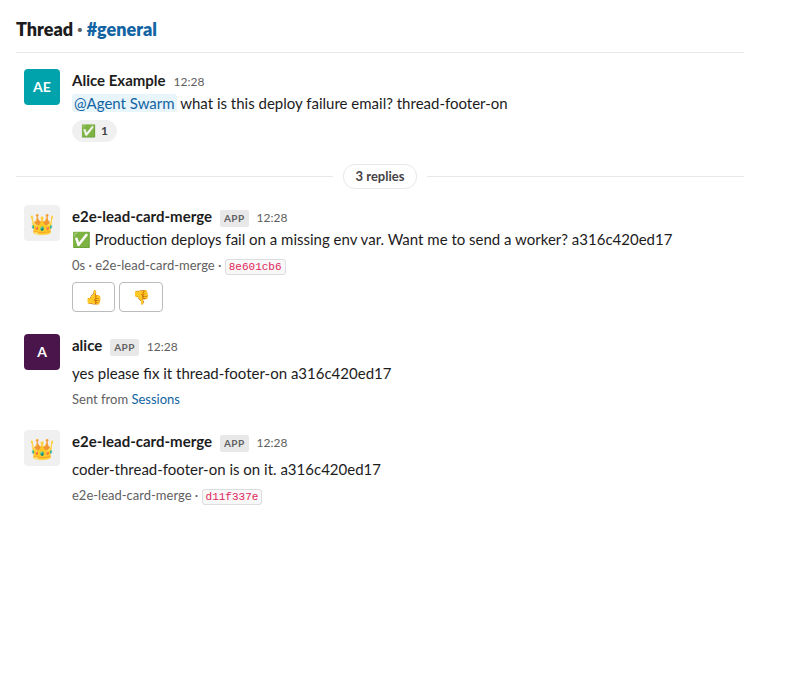 Thread • #general
AE
Alice Example 12:28
@Agent Swarm what is this deploy failure email? thread-footer-on
✅ 1
3 replies
e2e-lead-card-merge APP 12:28
✅ Production deploys fail on a missing env var. Want me to send a worker? a316c420ed17
0s · e2e-lead-card-merge · 8e601cb6
👍 👎
A
alice APP 12:28
yes please fix it thread-footer-on a316c420ed17
Sent from Sessions
e2e-lead-card-merge APP 12:28
coder-thread-footer-on is on it. a316c420ed17
e2e-lead-card-merge · d11f337e